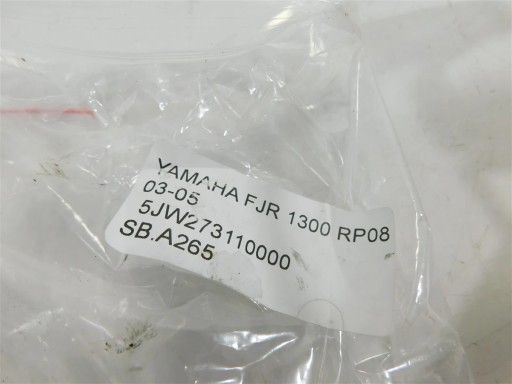 YAMAHA FJR 1300 RP08
03-05
5JW273110000
SB.A265